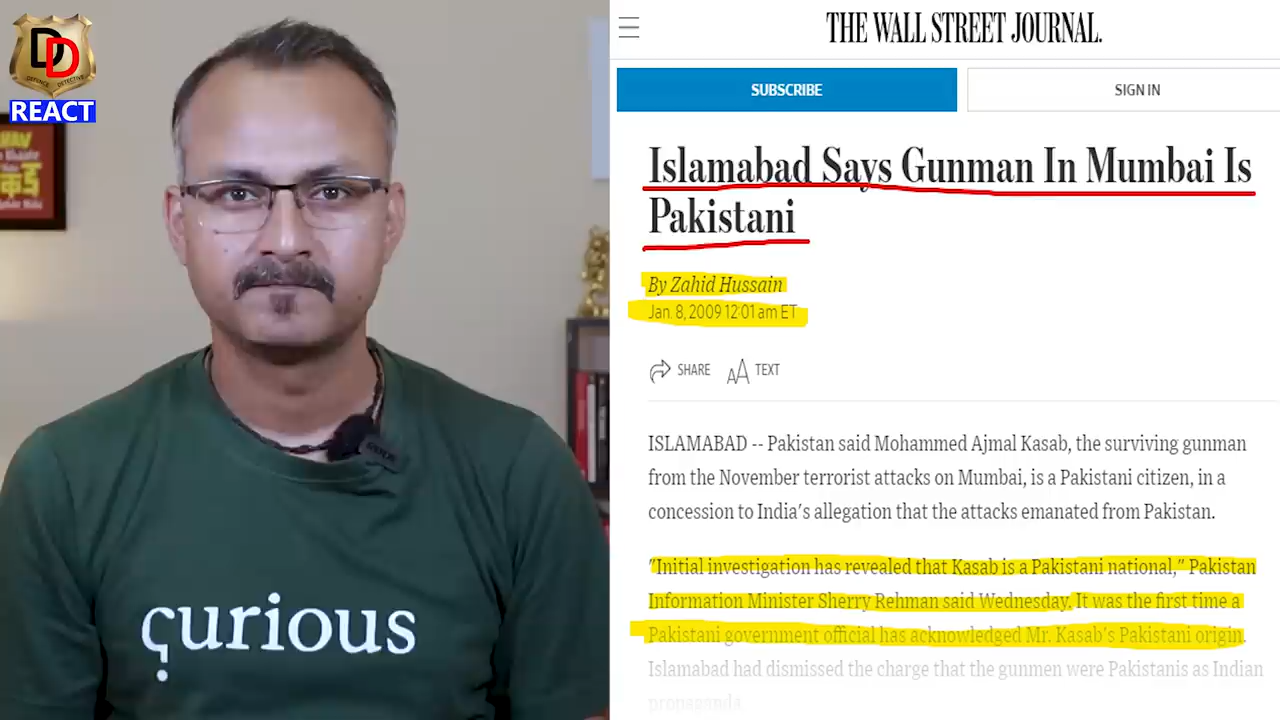 DD
DEFENCE DETECTIVE
REACT
curious
THE WALL STREET JOURNAL.
SUBSCRIBE
SIGN IN
Islamabad Says Gunman In Mumbai Is
Pakistani
By Zahid Hussain
Jan. 8, 2009 12:01 am ET
SHARE
AA TEXT
ISLAMABAD -- Pakistan said Mohammed Ajmal Kasab, the surviving gunman
from the November terrorist attacks on Mumbai, is a Pakistani citizen, in a
concession to India's allegation that the attacks emanated from Pakistan.
"Initial investigation has revealed that Kasab is a Pakistani national," Pakistan
Information Minister Sherry Rehman said Wednesday. It was the first time a
Pakistani government official has acknowledged Mr. Kasab's Pakistani origin.
Islamabad had dismissed the charge that the gunmen were Pakistanis as Indian
propaganda.